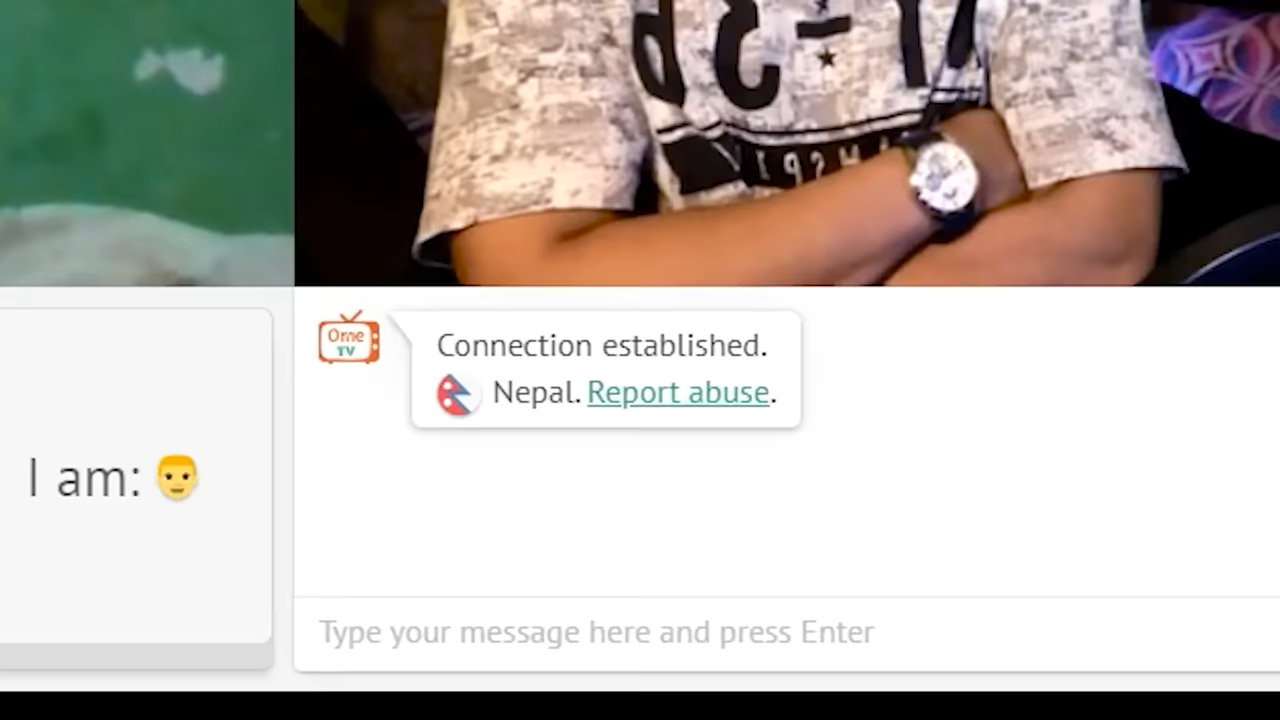 Ome
TV
Connection established.
Nepal. Report abuse.
I am:
Type your message here and press Enter